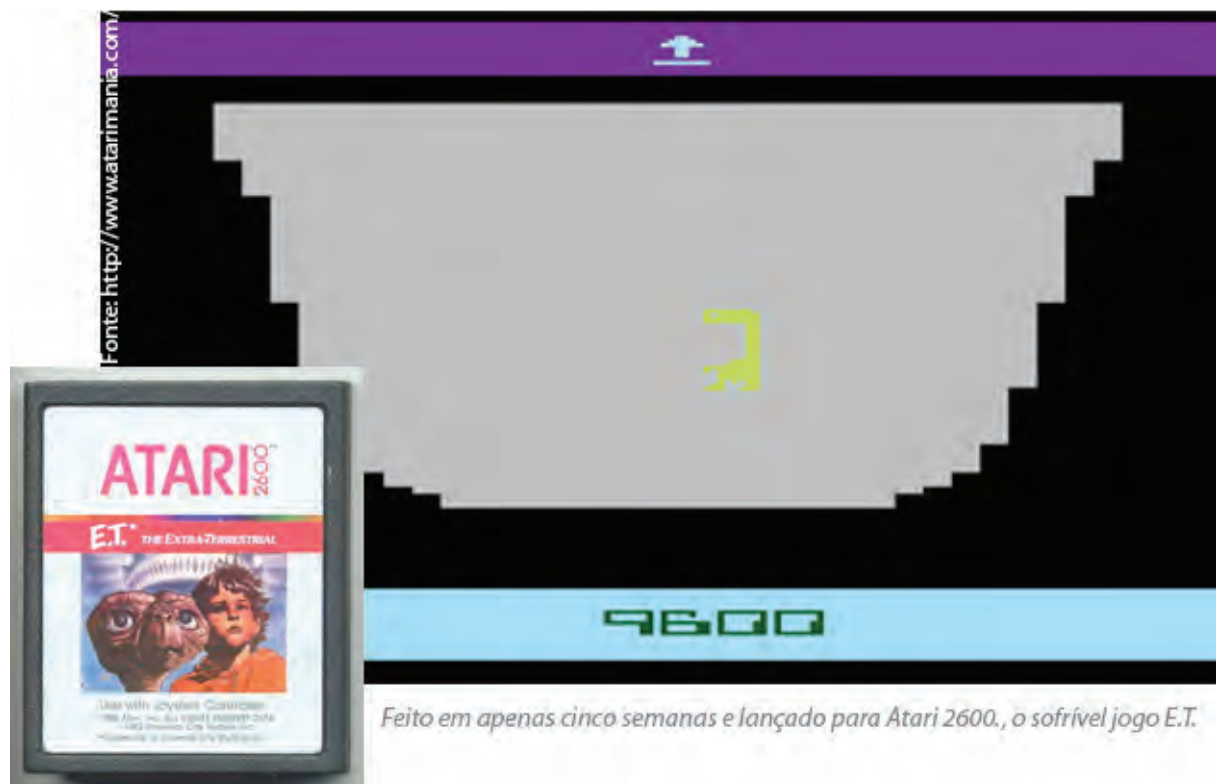 Fonte: http://www.atarimania.com/
9600
ATARI 2600
E.T. THE EXTRA-TERRESTRIAL
Use with Joystick Controller
Feito em apenas cinco semanas e lançado para Atari 2600., o sofrível jogo E.T.